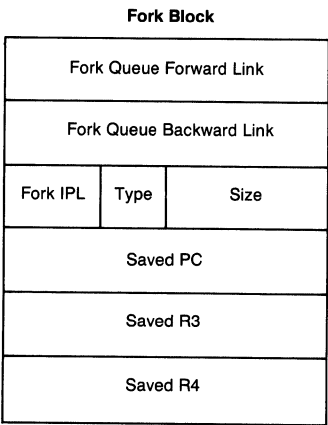 Fork Block
Fork Queue Forward Link
Fork Queue Backward Link
Fork IPL Type Size
Saved PC
Saved R3
Saved R4